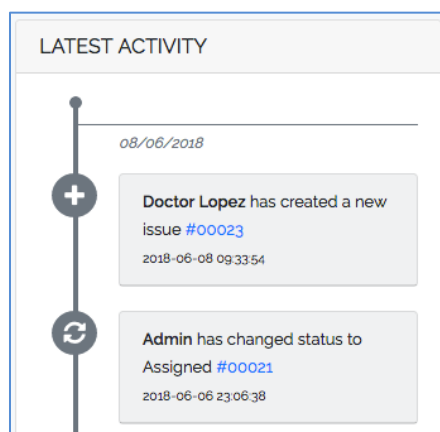 LATEST ACTIVITY
08/06/2018
Doctor Lopez has created a new
issue #00023
2018-06-08 09:33:54
Admin has changed status to
Assigned #00021
2018-06-06 23:06:38